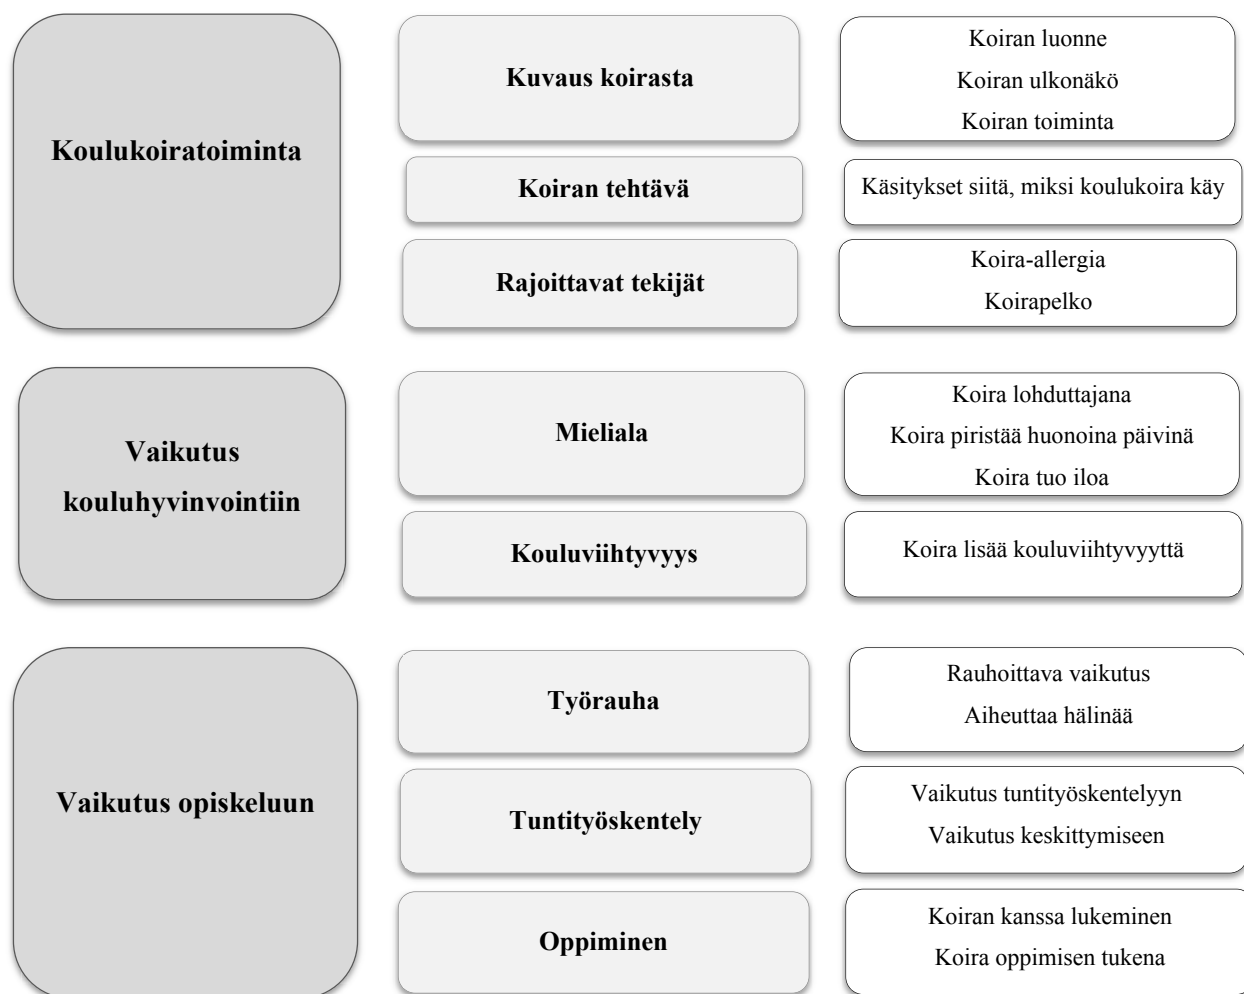 Koulukoiratoiminta
Kuvaus koirasta
Koiran luonne
Koiran ulkonäkö
Koiran toiminta
Koiran tehtävä
Käsitykset siitä, miksi koulukoira käy
Rajoittavat tekijät
Koira-allergia
Koirapelko
Vaikutus
kouluhyvinvointiin
Mieliala
Koira lohduttajana
Koira piristää huonoina päivinä
Koira tuo iloa
Kouluviihtyvyys
Koira lisää kouluviihtyvyyttä
Vaikutus opiskeluun
Työrauha
Rauhoittava vaikutus
Aiheuttaa hälinää
Tuntityöskentely
Vaikutus tuntityöskentelyyn
Vaikutus keskittymiseen
Oppiminen
Koiran kanssa lukeminen
Koira oppimisen tukena